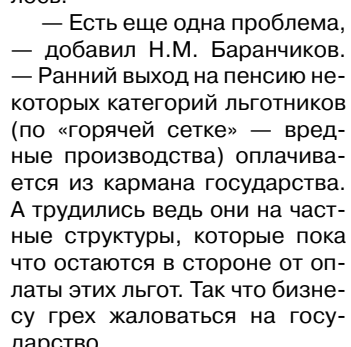 — Есть еще одна проблема,
— добавил Н.М. Баранчиков.
— Ранний выход на пенсию не-
которых категорий льготников
(по «горячей сетке» — вред-
ные производства) оплачива-
ется из кармана государства.
А трудились ведь они на част-
ные структуры, которые пока
что остаются в стороне от оп-
латы этих льгот. Так что бизне-
су грех жаловаться на госу-
дарство